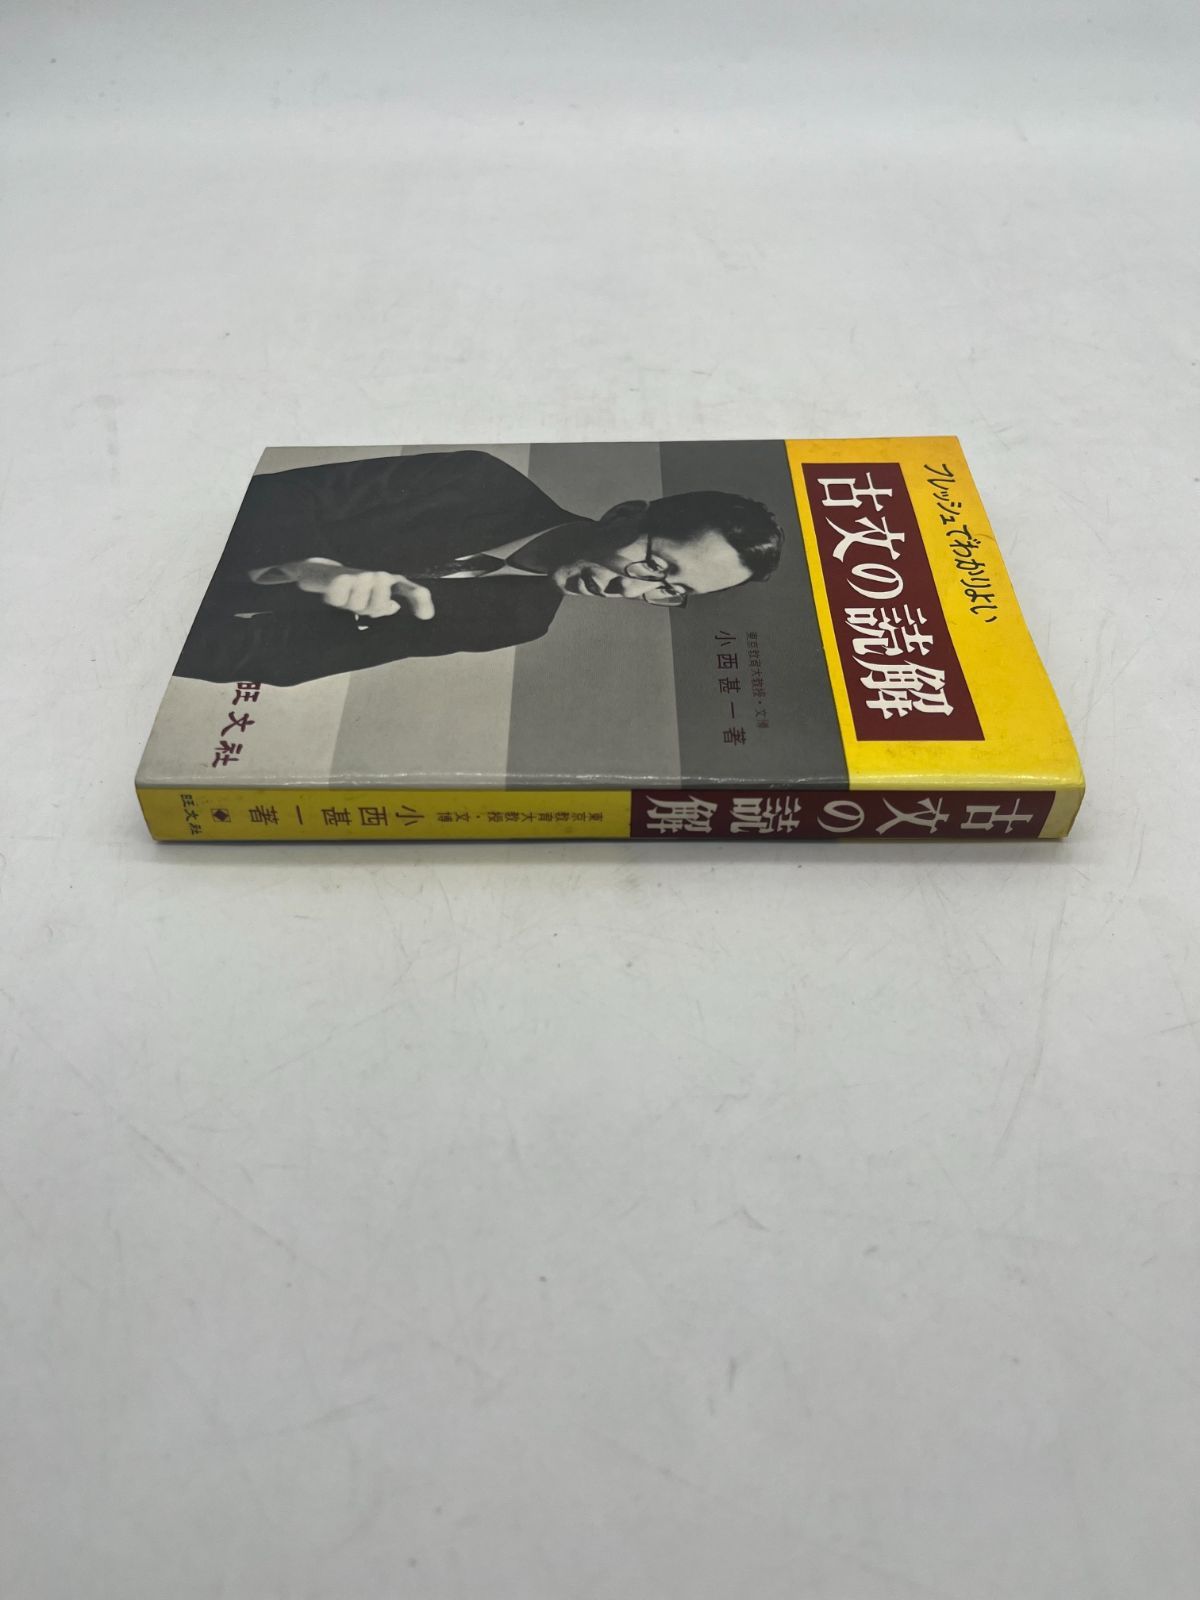 フレッシュでわかりよい
古文の読解
東京教育大教授・文博
小西甚一著
旺文社
古文の読解
東京教育大教授・文博
小西甚一著
旺文社